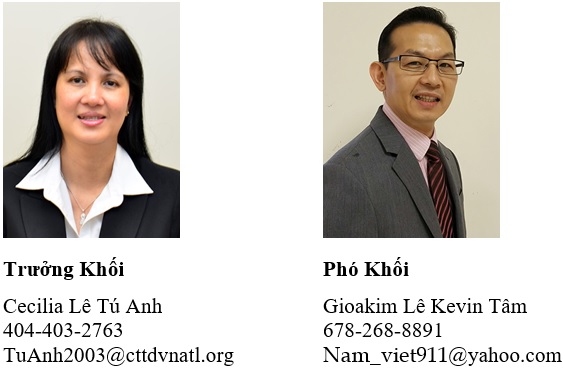 Trưởng Khối
Cecilia Lê Tú Anh
404-403-2763
TuAnh2003@cttdvnatl.org
Phó Khối
Gioakim Lê Kevin Tâm
678-268-8891
Nam_viet911@yahoo.com